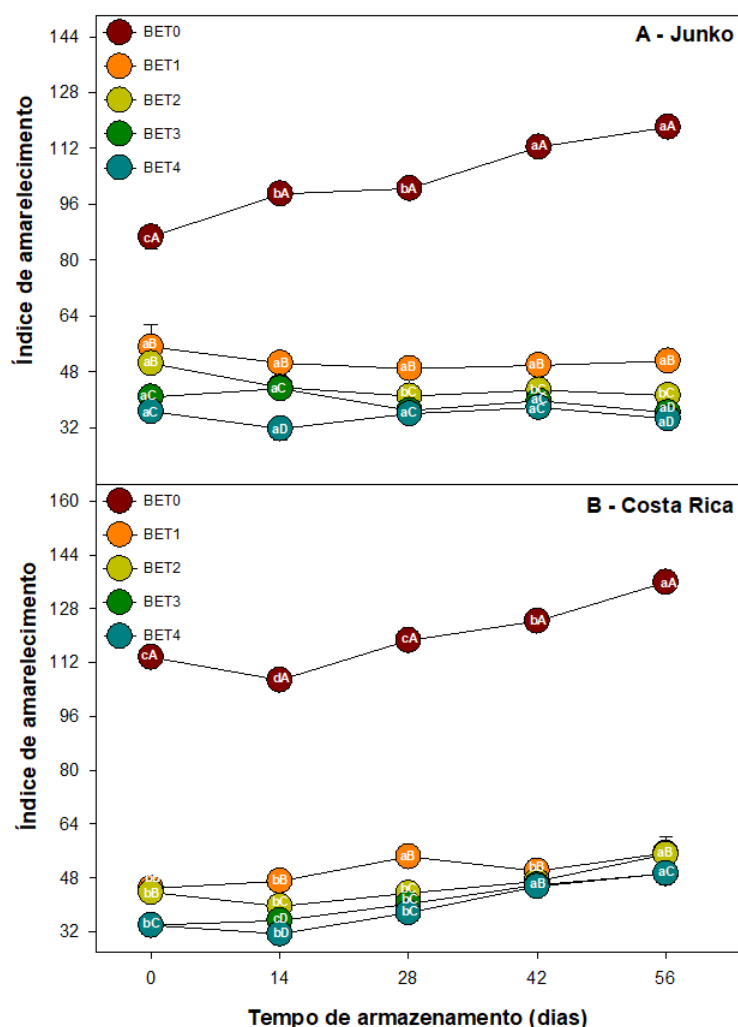 A - Junko
BET0
BET1
BET2
BET3
BET4
Índice de amarelecimento
144
128
112
96
80
64
48
32
cA
bA
bA
aA
aA
aB
aB
aB
aB
aB
aB
bC
bC
bC
aC
aC
aC
aD
aC
aD
aC
aC
aD
B - Costa Rica
BET0
BET1
BET2
BET3
BET4
Índice de amarelecimento
160
144
128
112
96
80
64
48
32
cA
dA
cA
bA
aA
bB
aB
bB
aB
bB
bC
bC
bC
cD
bC
bD
bC
aB
aC
0
14
28
42
56
Tempo de armazenamento (dias)